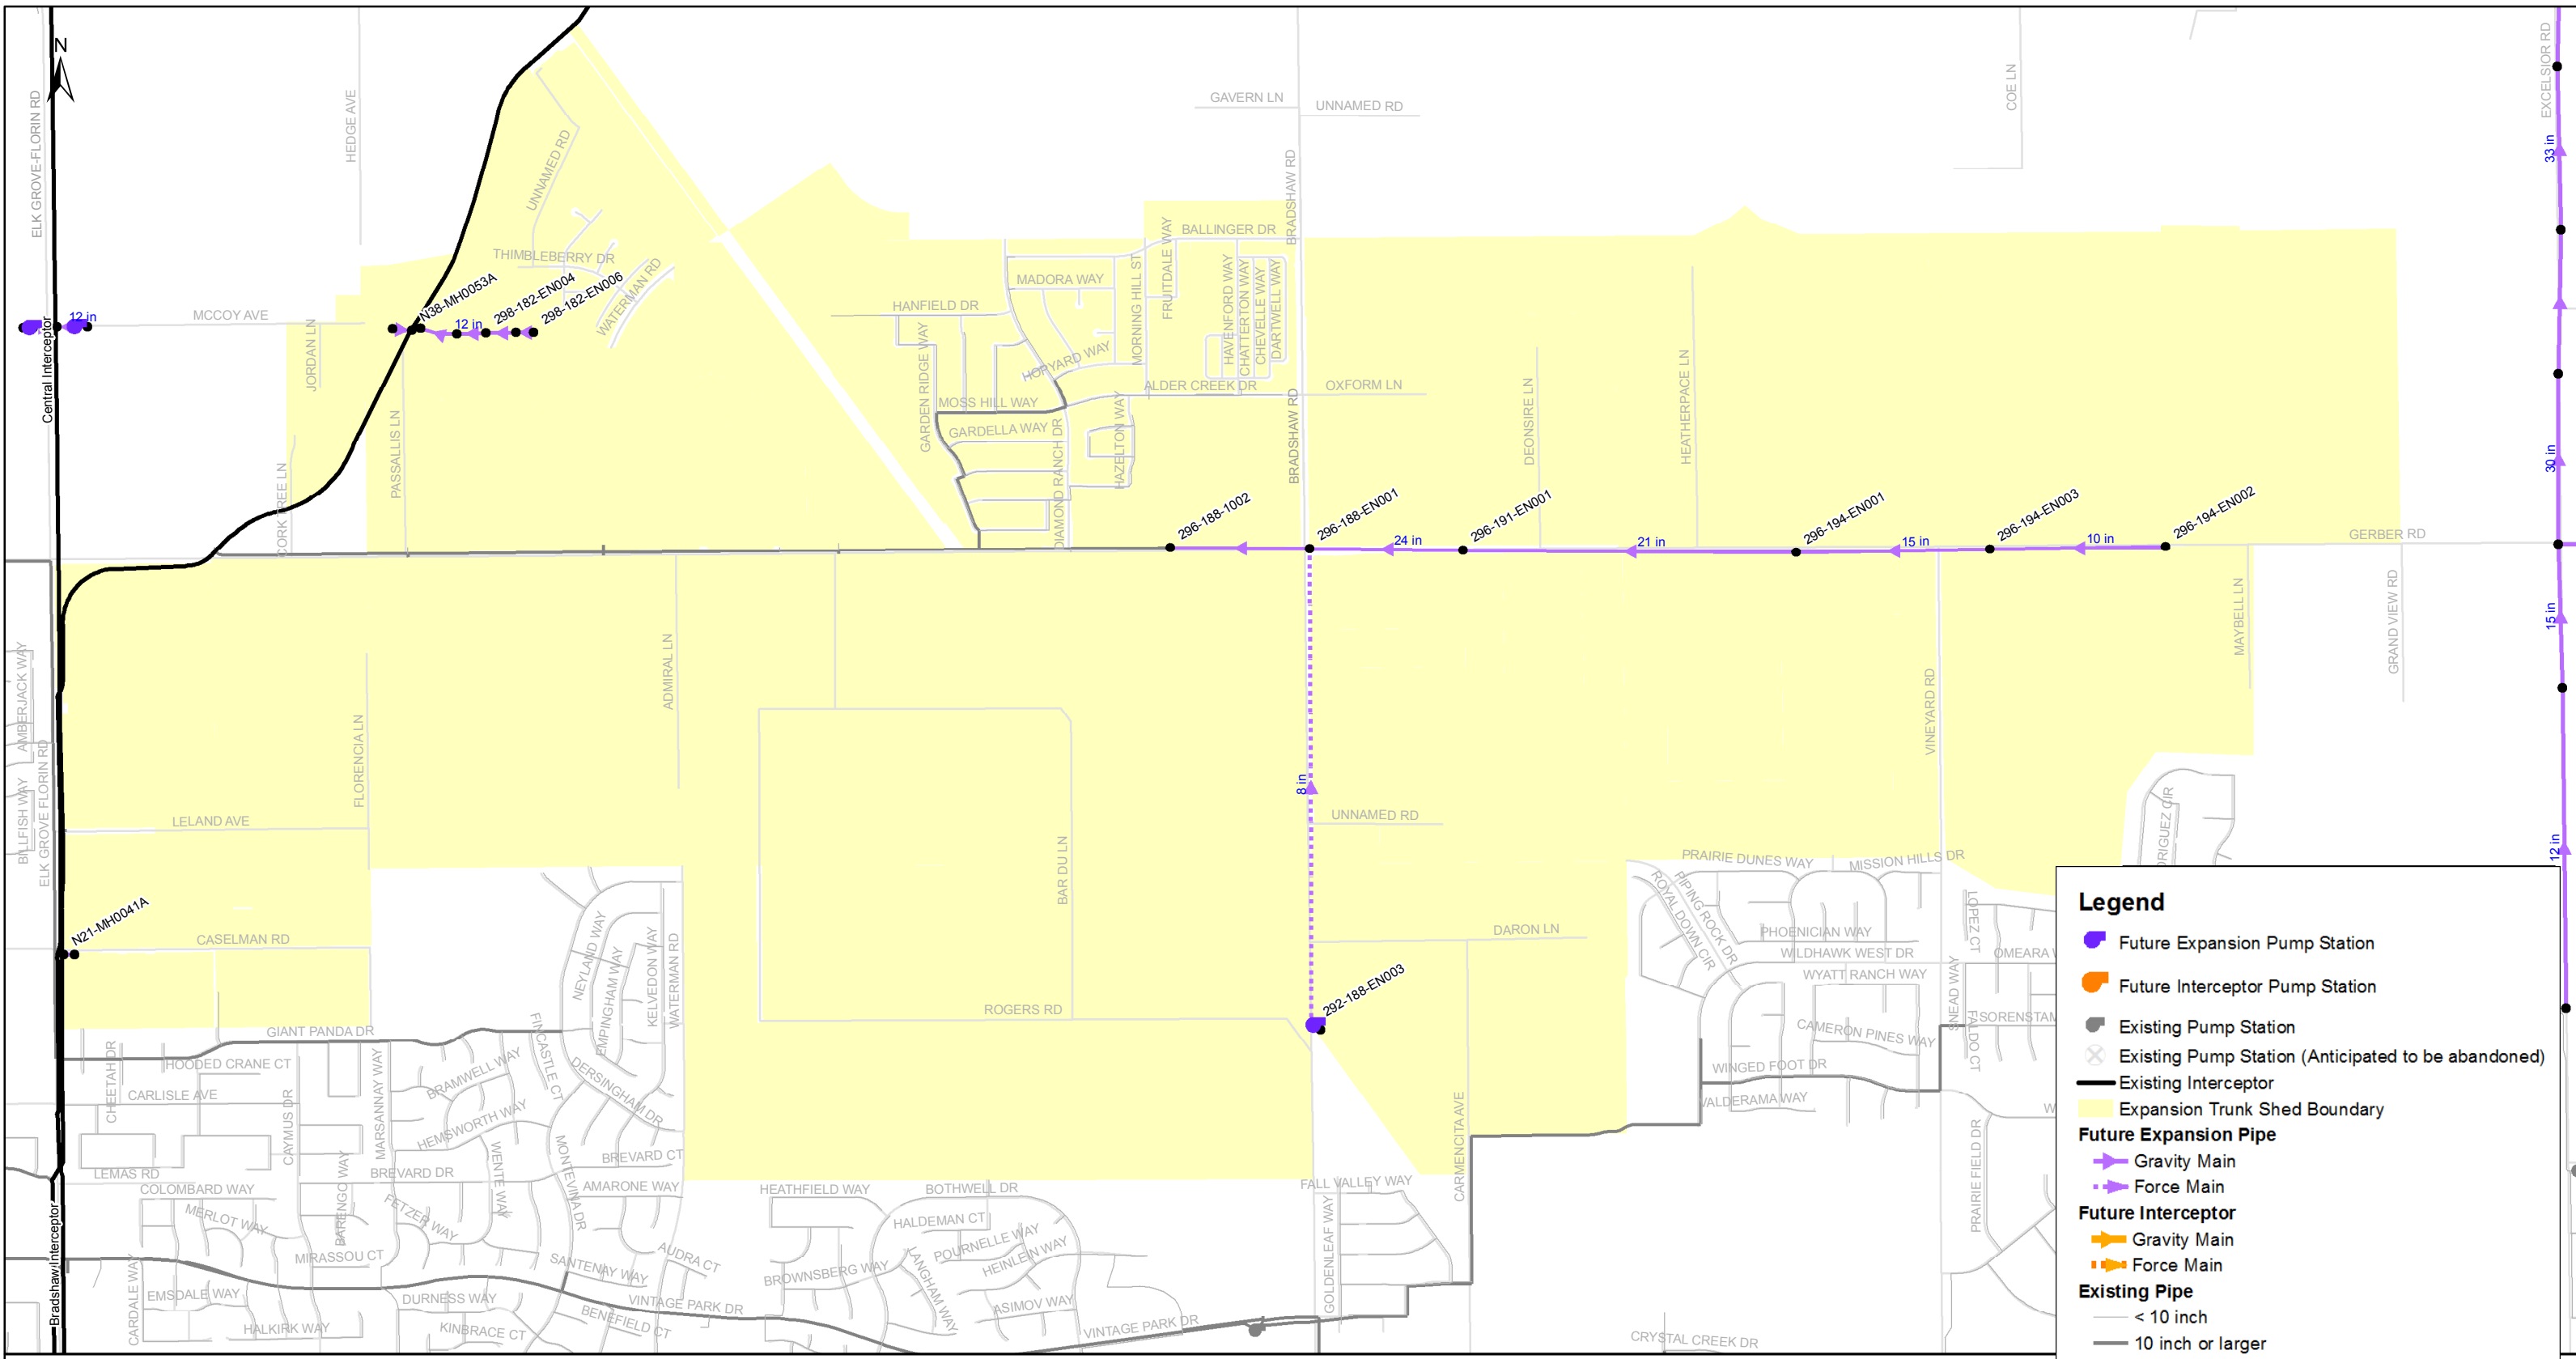 N
ELK GROVE-FLORIN RD
HEDGE AVE
UNNAMED RD
GAVERN LN
UNNAMED RD
BRADSHAW RD
COE LN
EXCELSIOR RD
33 in
THIMBLEBERRY DR
WATERMAN RD
N38-MH0053A
298-182-EN004
298-182-EN006
12 in
12 in
MCCOY AVE
JORDAN LN
Central Interceptor
PASSALLIS LN
CORK TREE LN
BALLINGER DR
FRUITDALE WAY
MADORA WAY
MORNING HILL ST
HANFIELD DR
HAVENFORD WAY
CHATTERTON WAY
CHEVELLE WAY
DARTWELL WAY
GARDEN RIDGE WAY
HOPYARD WAY
ALDER CREEK DR
OXFORM LN
MOSS HILL WAY
GARDELLA WAY
HAZELTON WAY
DIAMOND RANCH DR
BRADSHAW RD
DEONSIRE LN
HEATHERPACE LN
30 in
296-188-1002
296-188-EN001
296-191-EN001
296-194-EN001
296-194-EN003
296-194-EN002
24 in
21 in
15 in
10 in
GERBER RD
15 in
AMBERJACK WAY
BILLFISH WAY
ELK GROVE FLORIN RD
FLORENCIA LN
ADMIRAL LN
LELAND AVE
BAR DU LN
8 in
UNNAMED RD
VINEYARD RD
MAYBELL LN
GRAND VIEW RD
12 in
N21-MH0041A
CASELMAN RD
NEYLAND WAY
EMPINGHAM WAY
KELVEDON WAY
WATERMAN RD
ROGERS RD
DARON LN
292-188-EN003
PRAIRIE DUNES WAY
MISSION HILLS DR
PIPING ROCK DR
ROYAL DOWN CIR
PHOENICIAN WAY
WILDHAWK WEST DR
WYATT RANCH WAY
LOPEZ CT
OMEARA
SNEAD WAY
FALDO CT
SORENSTAM
CAMERON PINES WAY
WINGED FOOT DR
VALDERAMA WAY
PRAIRIE FIELD DR
GIANT PANDA DR
HOODED CRANE CT
CHEETAH DR
CARLISLE AVE
CAYMUS DR
MARSANNAY WAY
BRAMWELL WAY
FINCASTLE CT
DERSINGHAM DR
HEMSWORTH WAY
WENTE WAY
MONTEVINA DR
BREVARD CT
BREVARD DR
LEMAS RD
COLOMBARD WAY
MERLOT WAY
BARENGO WAY
FETZER WAY
AMARONE WAY
MIRASSOU CT
SANTENAY WAY
AUDRA CT
CARDALE WAY
EMSDALE WAY
HALKIRK WAY
DURNESS WAY
KINBRACE CT
BENEFIELD CT
VINTAGE PARK DR
Bradshaw Interceptor
HEATHFIELD WAY
BOTHWELL DR
HALDEMAN CT
POURNELLE WAY
HEINLEIN WAY
BROWNSBERG WAY
LANGHAM WAY
ASIMOV WAY
VINTAGE PARK DR
FALL VALLEY WAY
GOLDENLEAF WAY
CARMENCITA AVE
CRYSTAL CREEK DR
Legend
Future Expansion Pump Station
Future Interceptor Pump Station
Existing Pump Station
Existing Pump Station (Anticipated to be abandoned)
Existing Interceptor
Expansion Trunk Shed Boundary
Future Expansion Pipe
Gravity Main
Force Main
Future Interceptor
Gravity Main
Force Main
Existing Pipe
< 10 inch
10 inch or larger